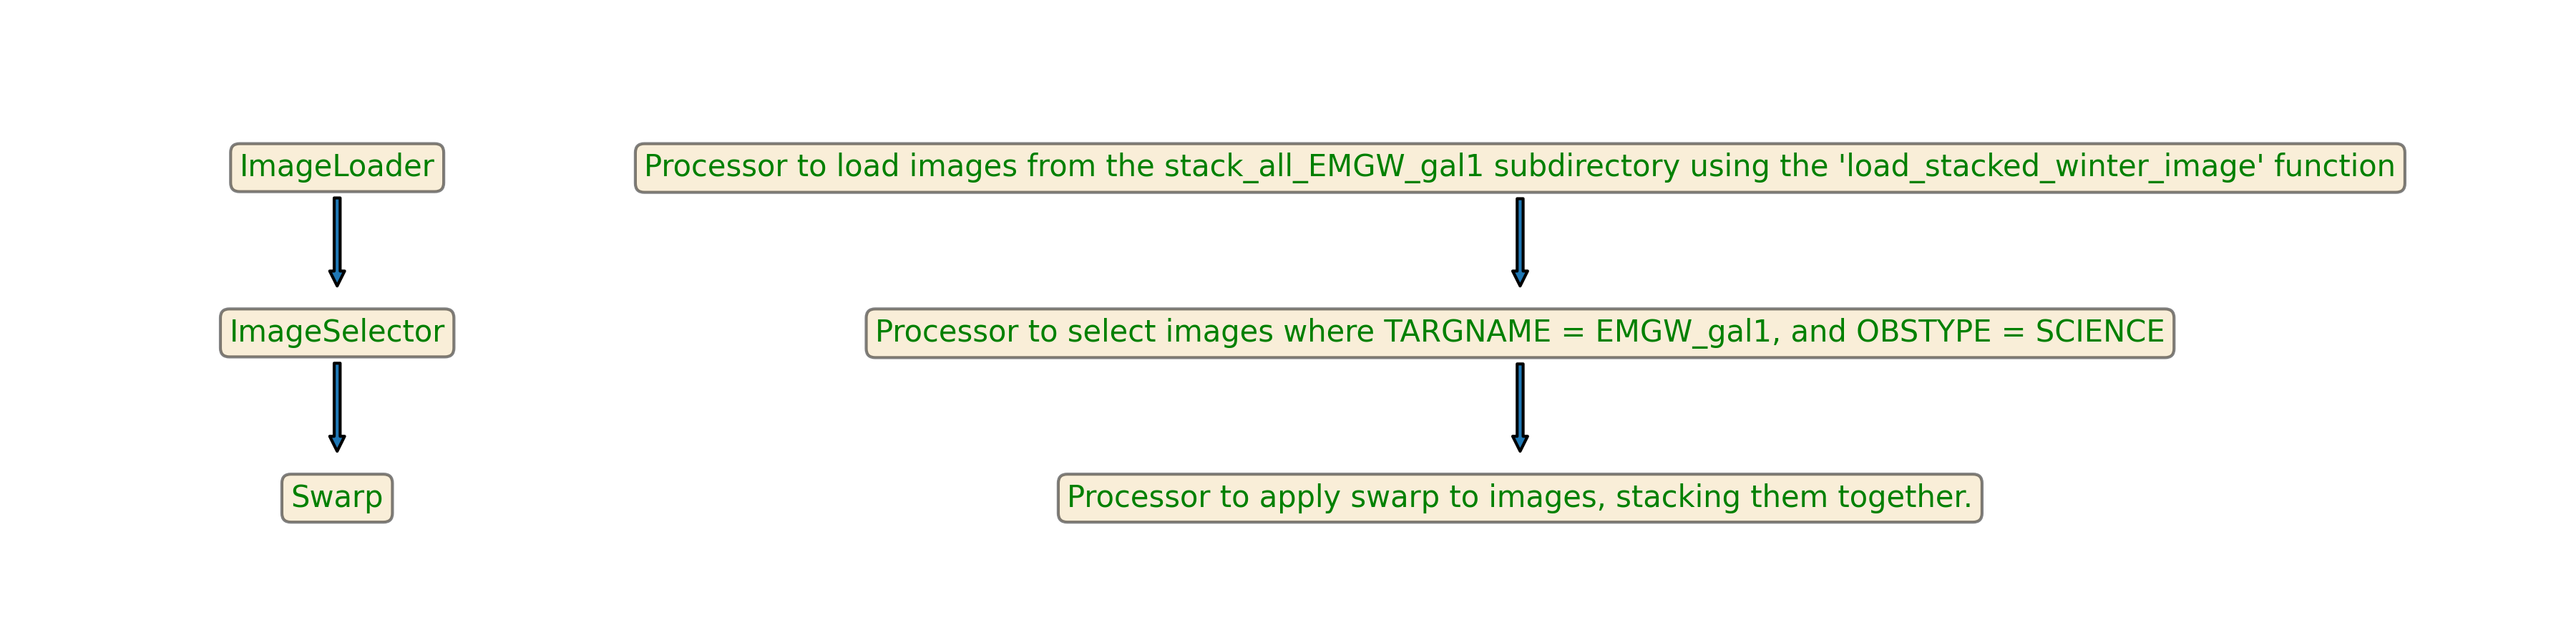 ImageLoader
Processor to load images from the stack_all_EMGW_gal1 subdirectory using the 'load_stacked_winter_image' function
ImageSelector
Processor to select images where TARGNAME = EMGW_gal1, and OBSTYPE = SCIENCE
Swarp
Processor to apply swarp to images, stacking them together.